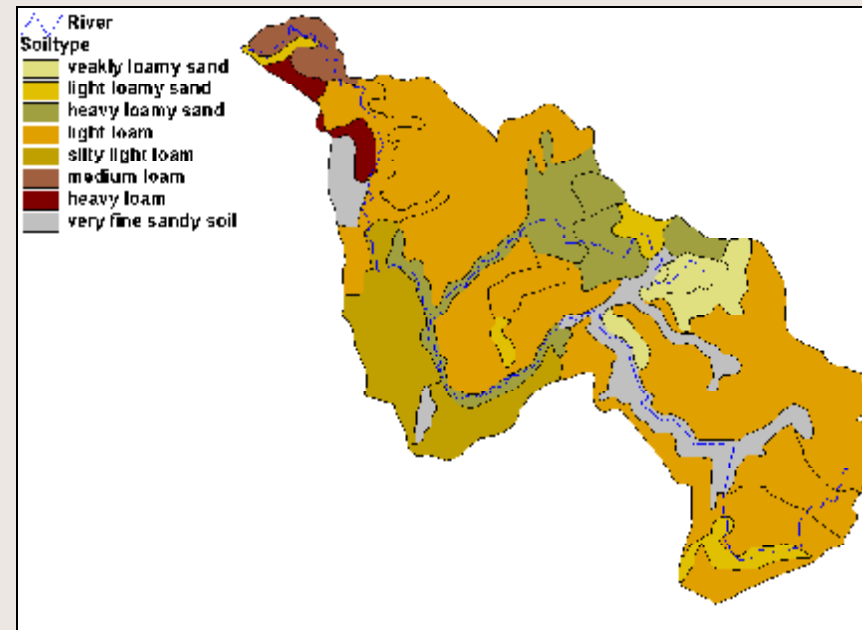 River
Soiltype
veakly loamy sand
light loamy sand
heavy loamy sand
light loam
silty light loam
medium loam
heavy loam
very fine sandy soil